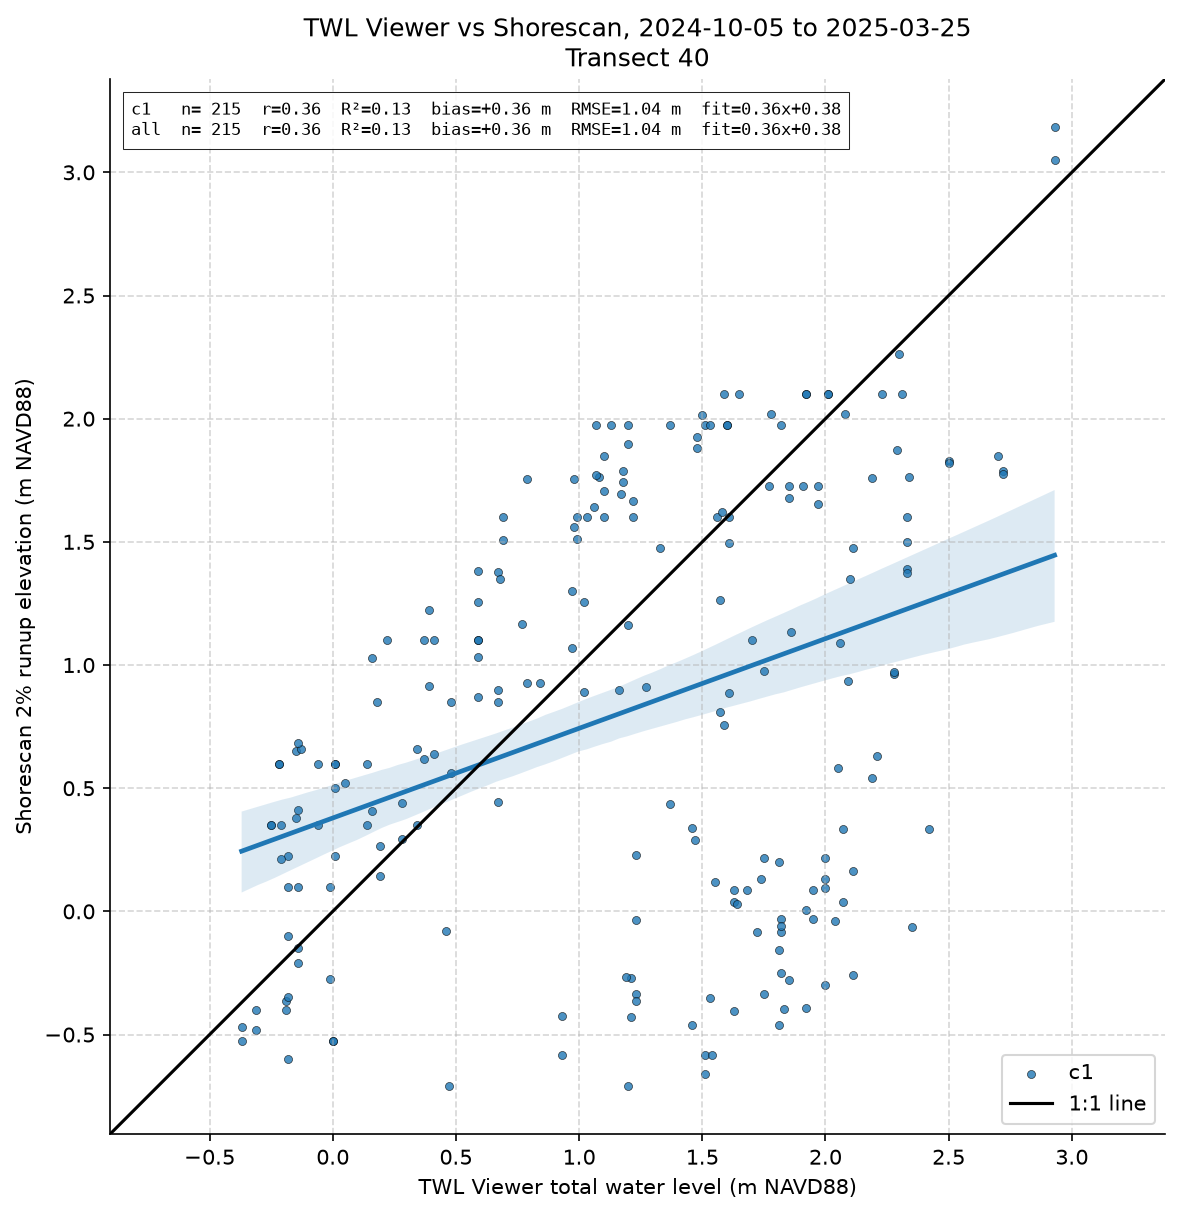 TWL Viewer vs Shorescan, 2024-10-05 to 2025-03-25
Transect 40
c1 n= 215 r=0.36 R²=0.13 bias=+0.36 m RMSE=1.04 m fit=0.36x+0.38
all n= 215 r=0.36 R²=0.13 bias=+0.36 m RMSE=1.04 m fit=0.36x+0.38
3.0
2.5
2.0
1.5
1.0
0.5
0.0
−0.5
Shorescan 2% runup elevation (m NAVD88)
c1
1:1 line
−0.5 0.0 0.5 1.0 1.5 2.0 2.5 3.0
TWL Viewer total water level (m NAVD88)